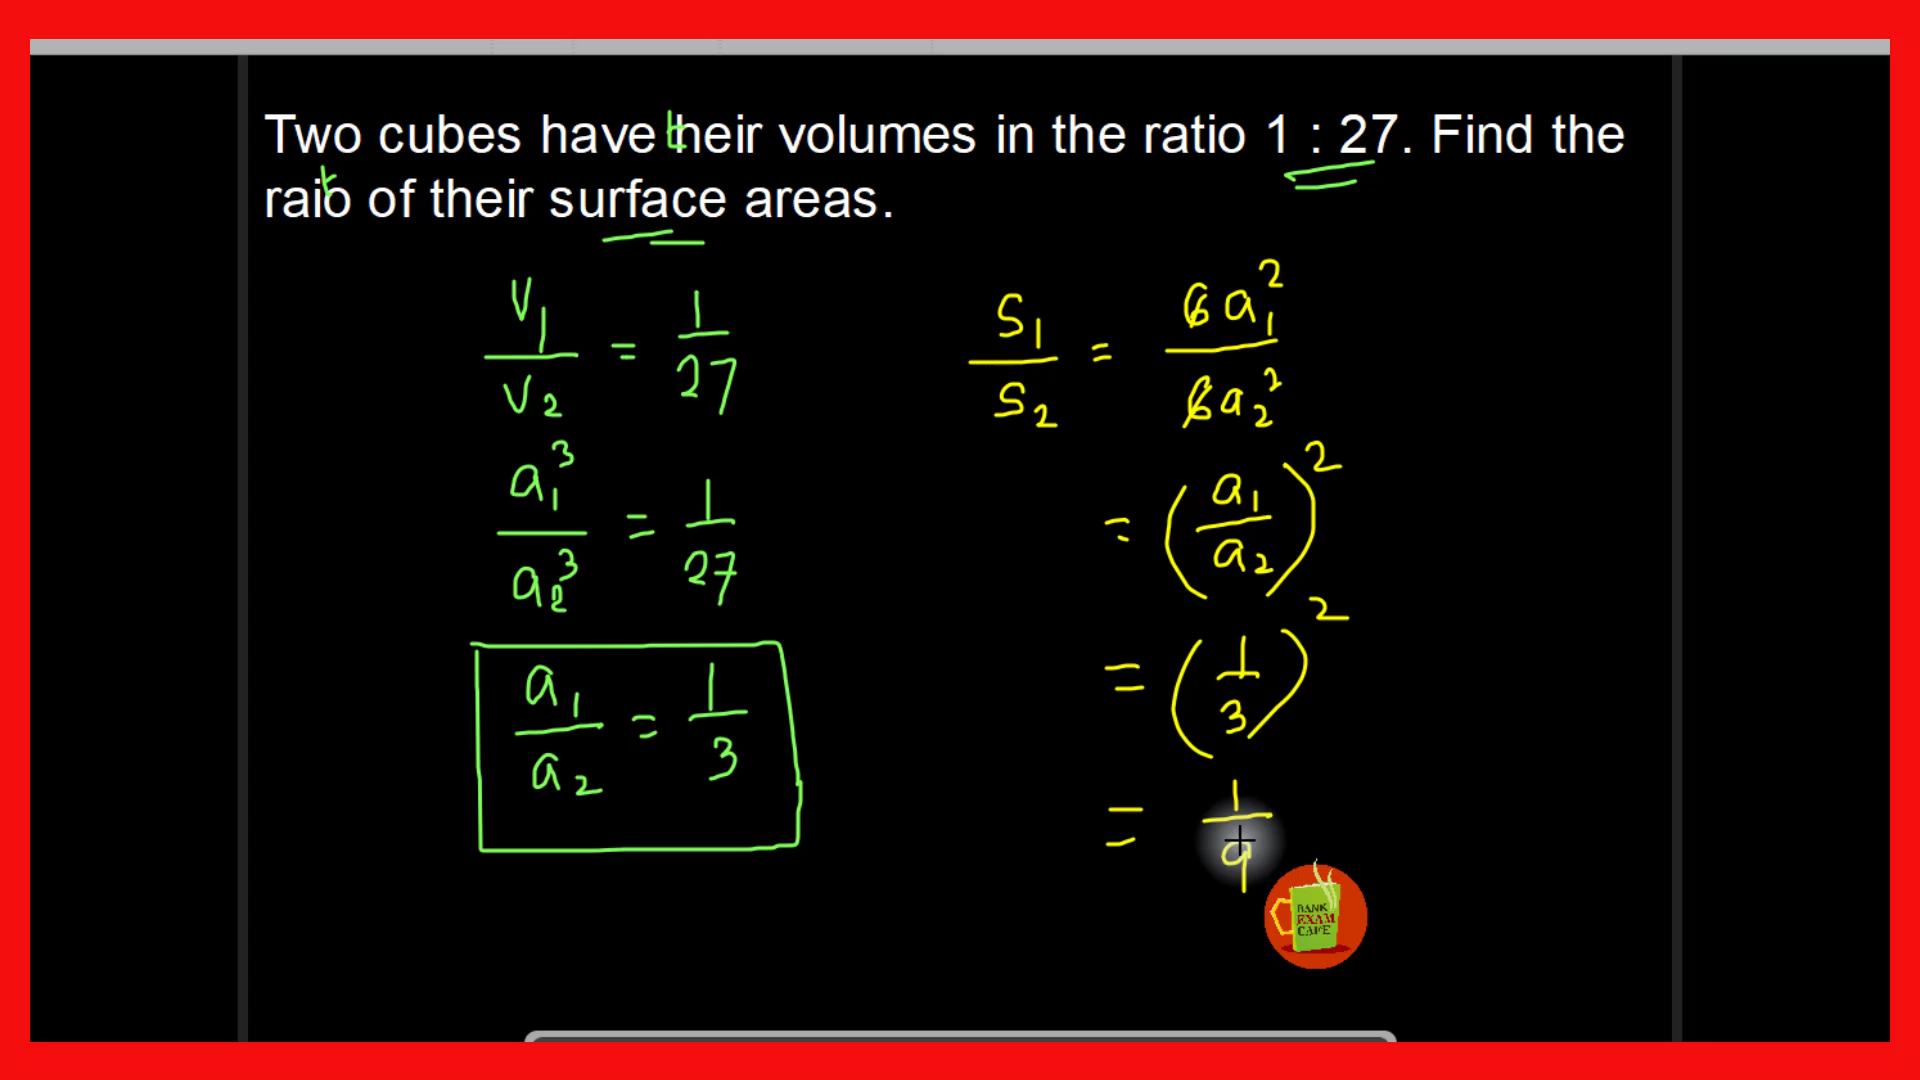 Two cubes have their volumes in the ratio 1 : 27. Find the
raito of their surface areas.
V₁/V₂ = 1/27
a₁³/a₂³ = 1/27
a₁/a₂ = 1/3
S₁/S₂ = 6a₁²/6a₂²
= (a₁/a₂)²
= (1/3)²
= 1/9
BANK
EXAM
CAFE